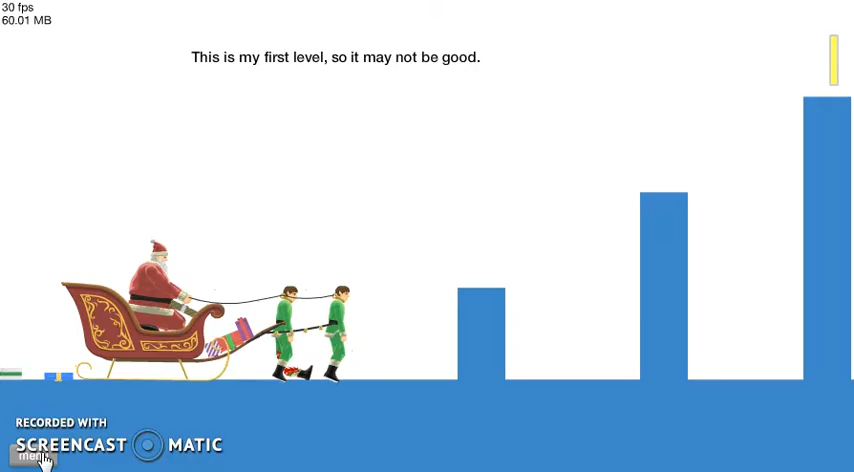 30 fps
60.01 MB
This is my first level, so it may not be good.
RECORDED WITH
SCREENCAST MATIC
menu